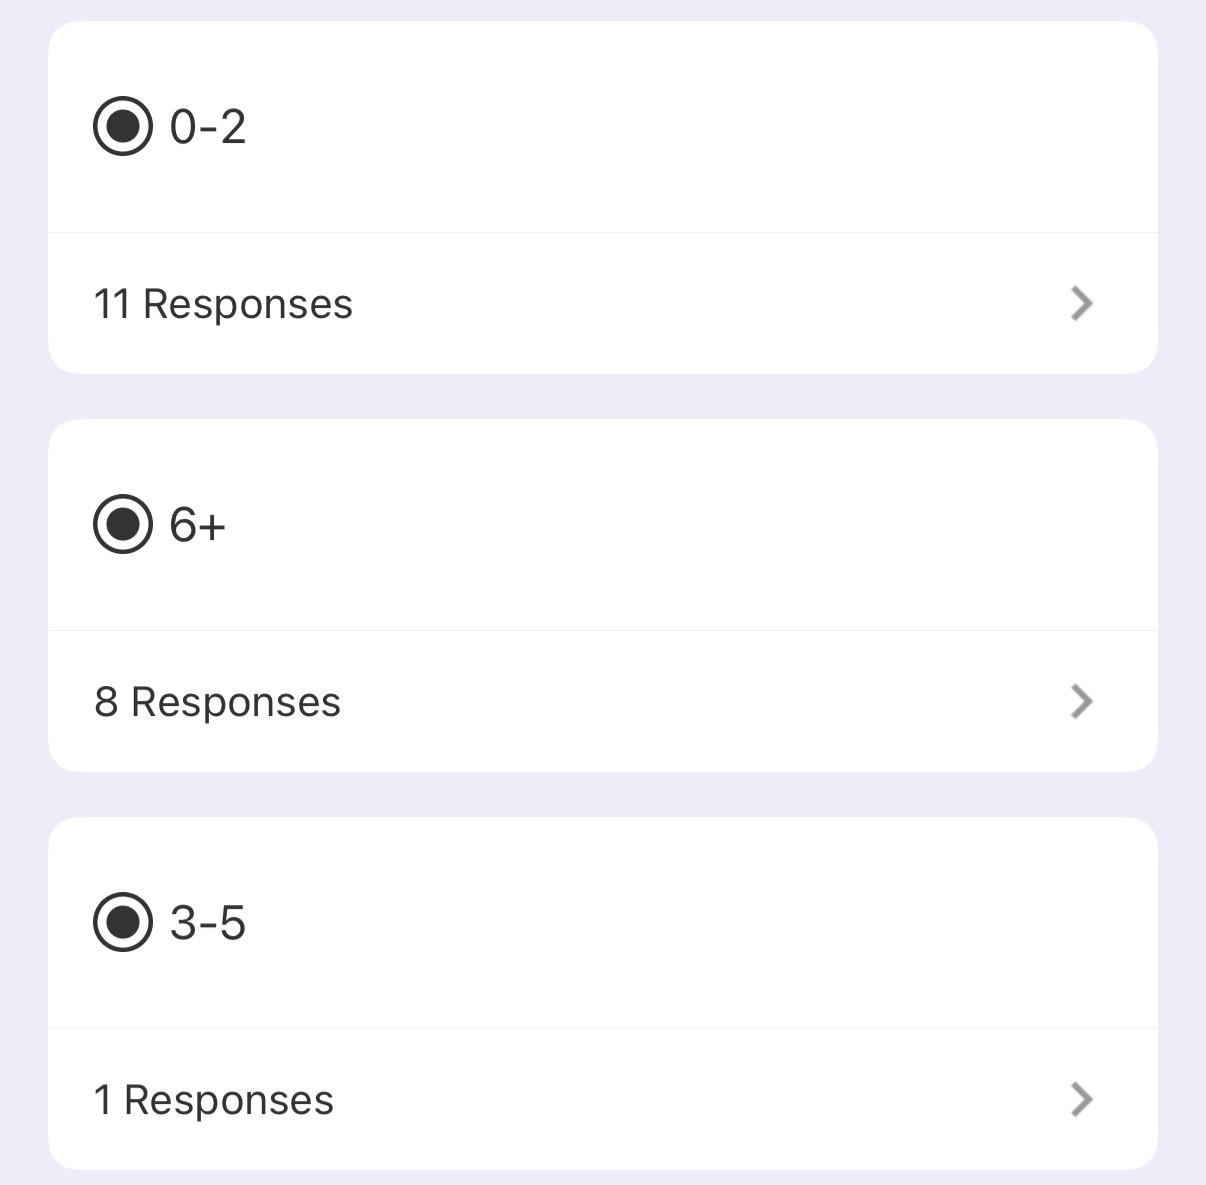 0-2
11 Responses
6+
8 Responses
3-5
1 Responses